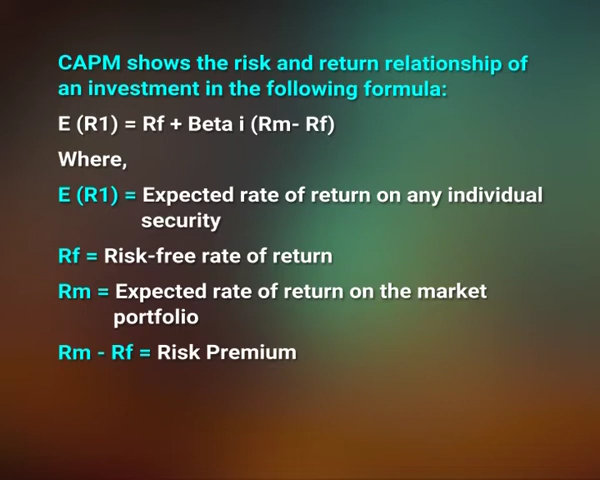 CAPM shows the risk and return relationship of
an investment in the following formula:
E (R1) = Rf + Beta i (Rm- Rf)
Where,
E (R1) = Expected rate of return on any individual
security
Rf = Risk-free rate of return
Rm = Expected rate of return on the market
portfolio
Rm - Rf = Risk Premium